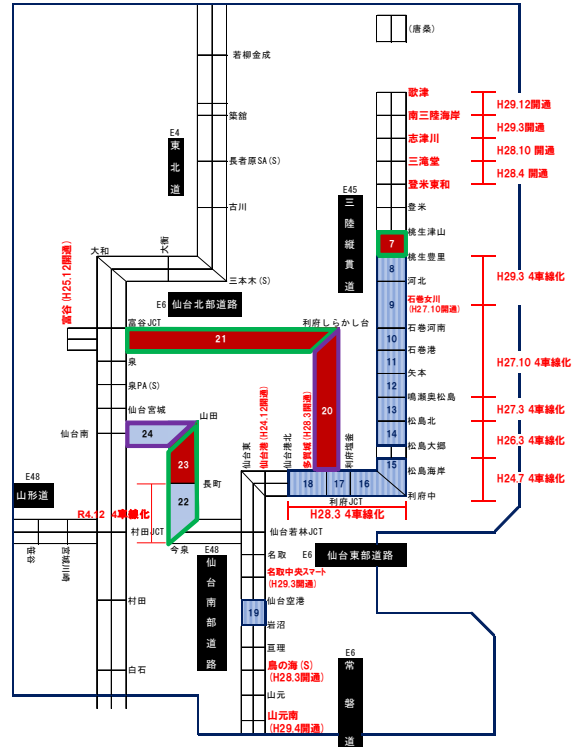 (唐桑)
若柳金成
築館
E4
東北道
長者原SA(S)
古川
歌津
H29.12開通
南三陸海岸
H29.3開通
志津川
H28.10 開通
三滝堂
H28.4 開通
登米東和
E45
三陸縦貫道
登米
桃生津山
7
桃生豊里
8
河北
H29.3 4車線化
大和
大衡
三本木(S)
富谷(H25.12開通)
E6 仙台北部道路
9
石巻女川
(H27.10開通)
富谷JCT
利府しらかし台
21
石巻河南
10
石巻港
泉
11
H27.10 4車線化
矢本
泉PA(S)
12
鳴瀬奥松島
仙台宮城
13
H27.3 4車線化
松島北
山田
20
仙台南
24
14
H26.3 4車線化
松島大郷
仙台東
仙台港(H24.12開通)
仙台港北
多賀城(H28.3開通)
利府塩釜
15
松島海岸
H24.7 4車線化
E48
山形道
23
長町
18
17
16
利府JCT
利府中
22
R4.12 4車線化
H28.3 4車線化
村田JCT
仙台若林JCT
笹谷
宮城川崎
今泉
E48
仙台南部道路
名取
E6 仙台東部道路
名取中央スマート
(H29.3開通)
村田
仙台空港
19
岩沼
亘理
E6
常磐道
白石
鳥の海(S)
(H28.3開通)
山元
山元南
(H29.4開通)